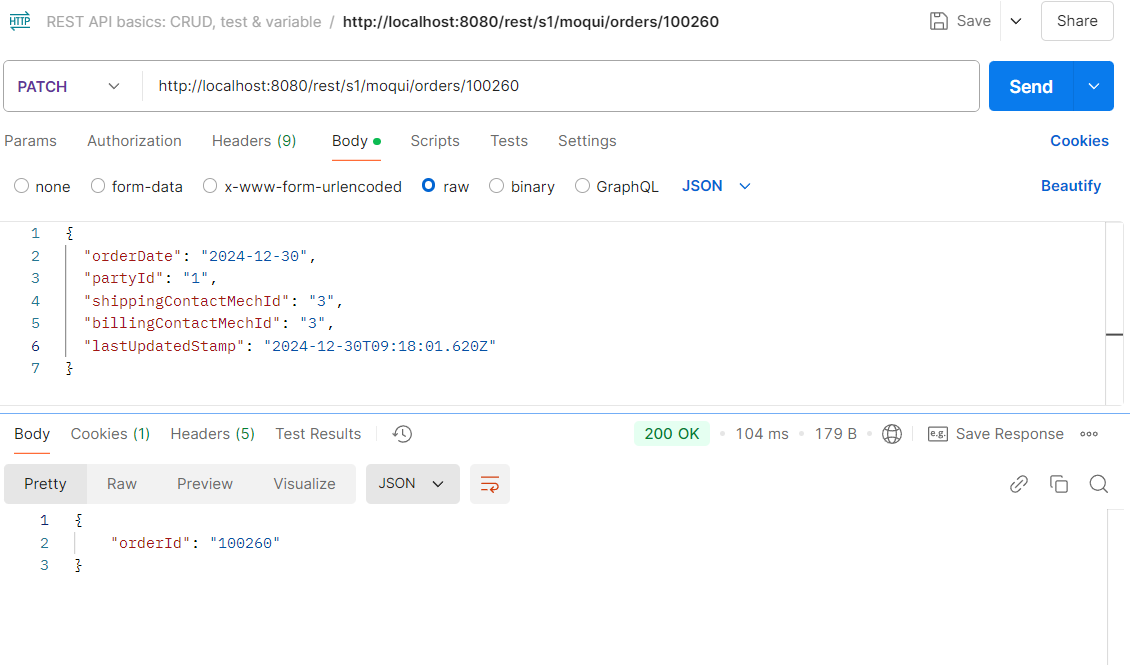 HTTP REST API basics: CRUD, test & variable / http://localhost:8080/rest/s1/moqui/orders/100260 Save Share
PATCH http://localhost:8080/rest/s1/moqui/orders/100260 Send
Params Authorization Headers (9) Body Scripts Tests Settings Cookies
none form-data x-www-form-urlencoded raw binary GraphQL JSON Beautify
1 {
2 "orderDate": "2024-12-30",
3 "partyId": "1",
4 "shippingContactMechId": "3",
5 "billingContactMechId": "3",
6 "lastUpdatedStamp": "2024-12-30T09:18:01.620Z"
7 }
Body Cookies (1) Headers (5) Test Results 200 OK • 104 ms • 179 B • e.g. Save Response
Pretty Raw Preview Visualize JSON
1 {
2 "orderId": "100260"
3 }